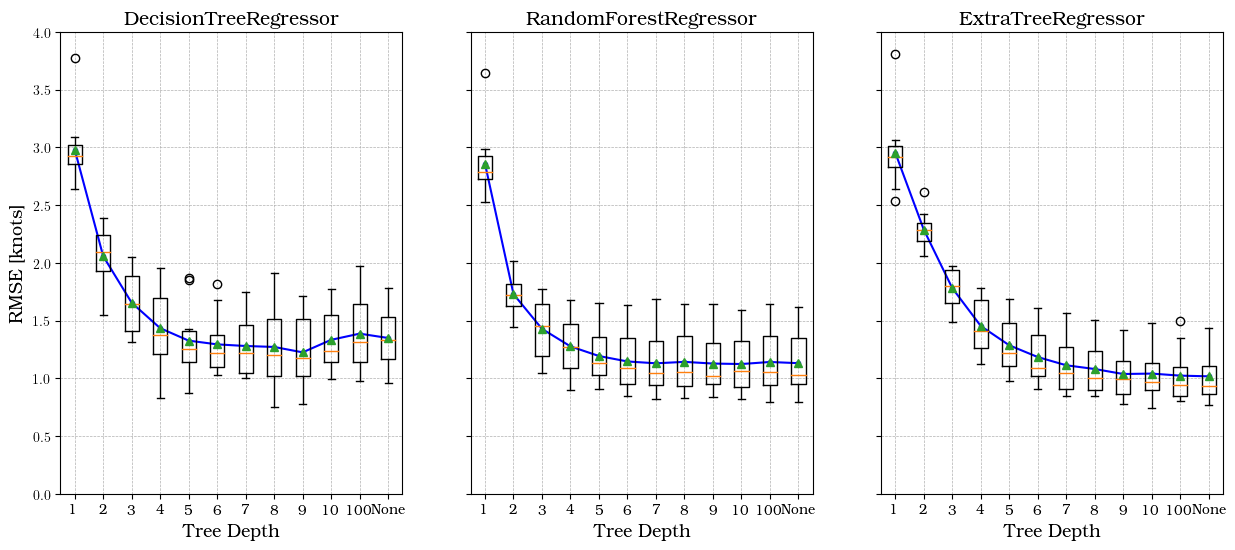 DecisionTreeRegressor
RandomForestRegressor
ExtraTreeRegressor
RMSE [knots]
4.0
3.5
3.0
2.5
2.0
1.5
1.0
0.5
0.0
1 2 3 4 5 6 7 8 9 10 100 None
1 2 3 4 5 6 7 8 9 10 100 None
1 2 3 4 5 6 7 8 9 10 100 None
Tree Depth
Tree Depth
Tree Depth